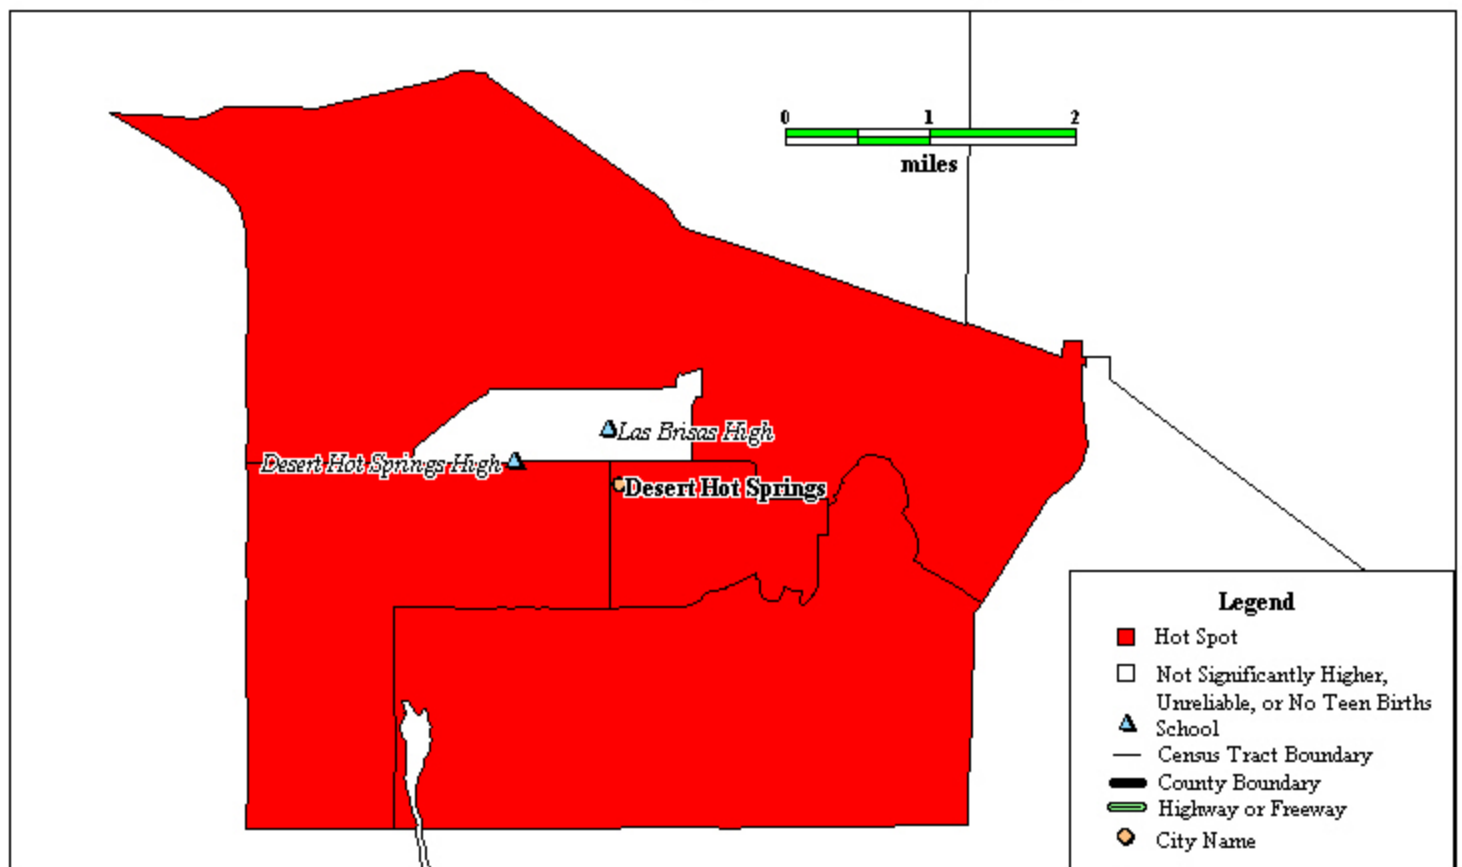 0 1 2
miles
Las Brisas High
Desert Hot Springs High
Desert Hot Springs
Legend
Hot Spot
Not Significantly Higher,
Unreliable, or No Teen Births
School
Census Tract Boundary
County Boundary
Highway or Freeway
City Name